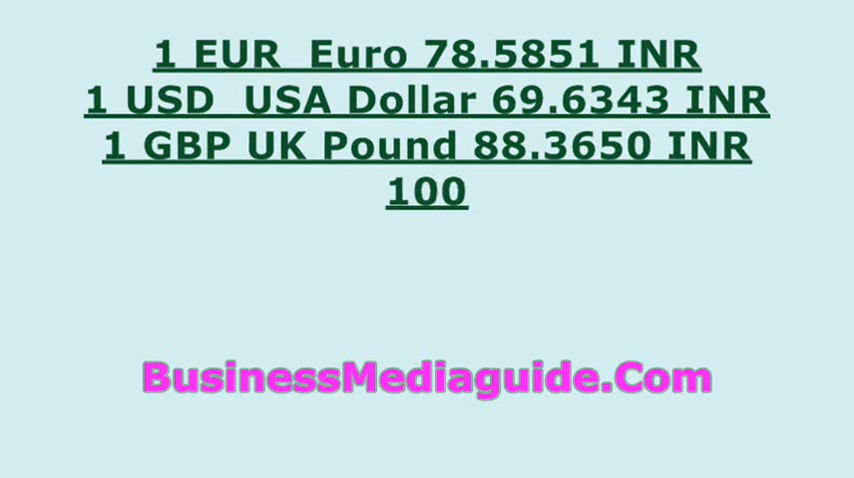 1 EUR  Euro 78.5851 INR
1 USD  USA Dollar 69.6343 INR
1 GBP UK Pound 88.3650 INR
100
BusinessMediaguide.Com